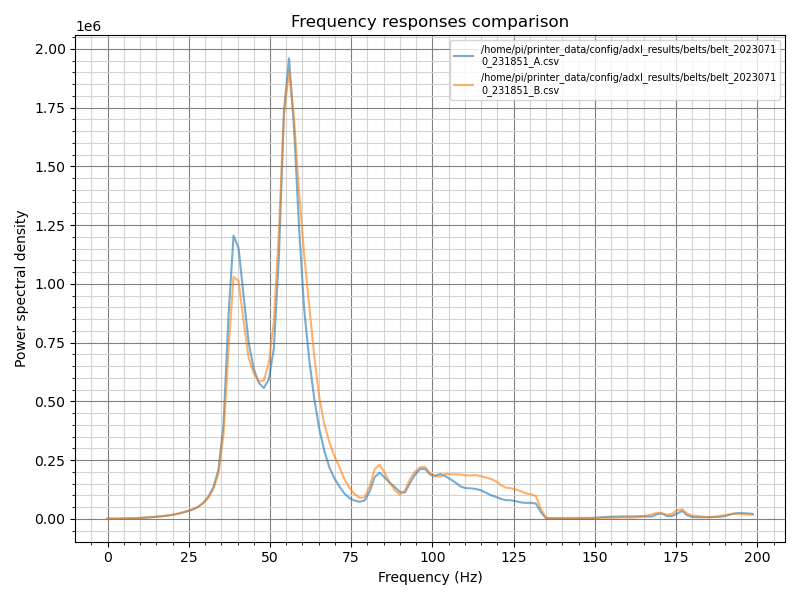 Frequency responses comparison
1e6
/home/pi/printer_data/config/adxl_results/belts/belt_2023071
0_231851_A.csv
/home/pi/printer_data/config/adxl_results/belts/belt_2023071
0_231851_B.csv
2.00
1.75
1.50
1.25
1.00
0.75
0.50
0.25
0.00
Power spectral density
0 25 50 75 100 125 150 175 200
Frequency (Hz)